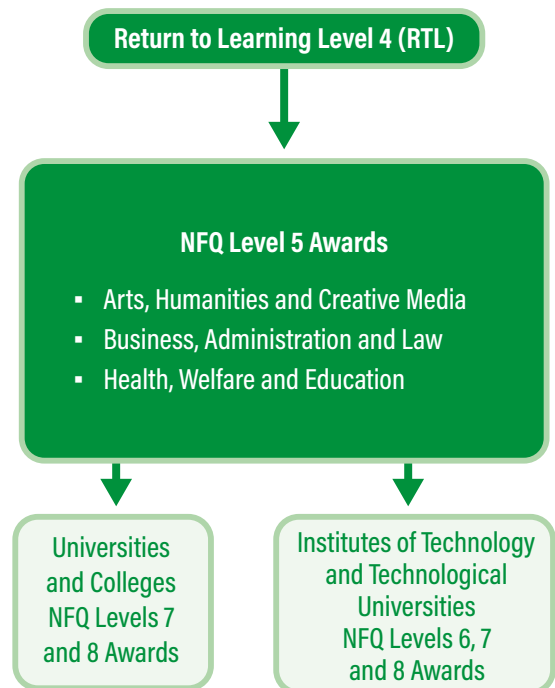 Return to Learning Level 4 (RTL)
NFQ Level 5 Awards
▪ Arts, Humanities and Creative Media
▪ Business, Administration and Law
▪ Health, Welfare and Education
Universities
and Colleges
NFQ Levels 7
and 8 Awards
Institutes of Technology
and Technological
Universities
NFQ Levels 6, 7
and 8 Awards